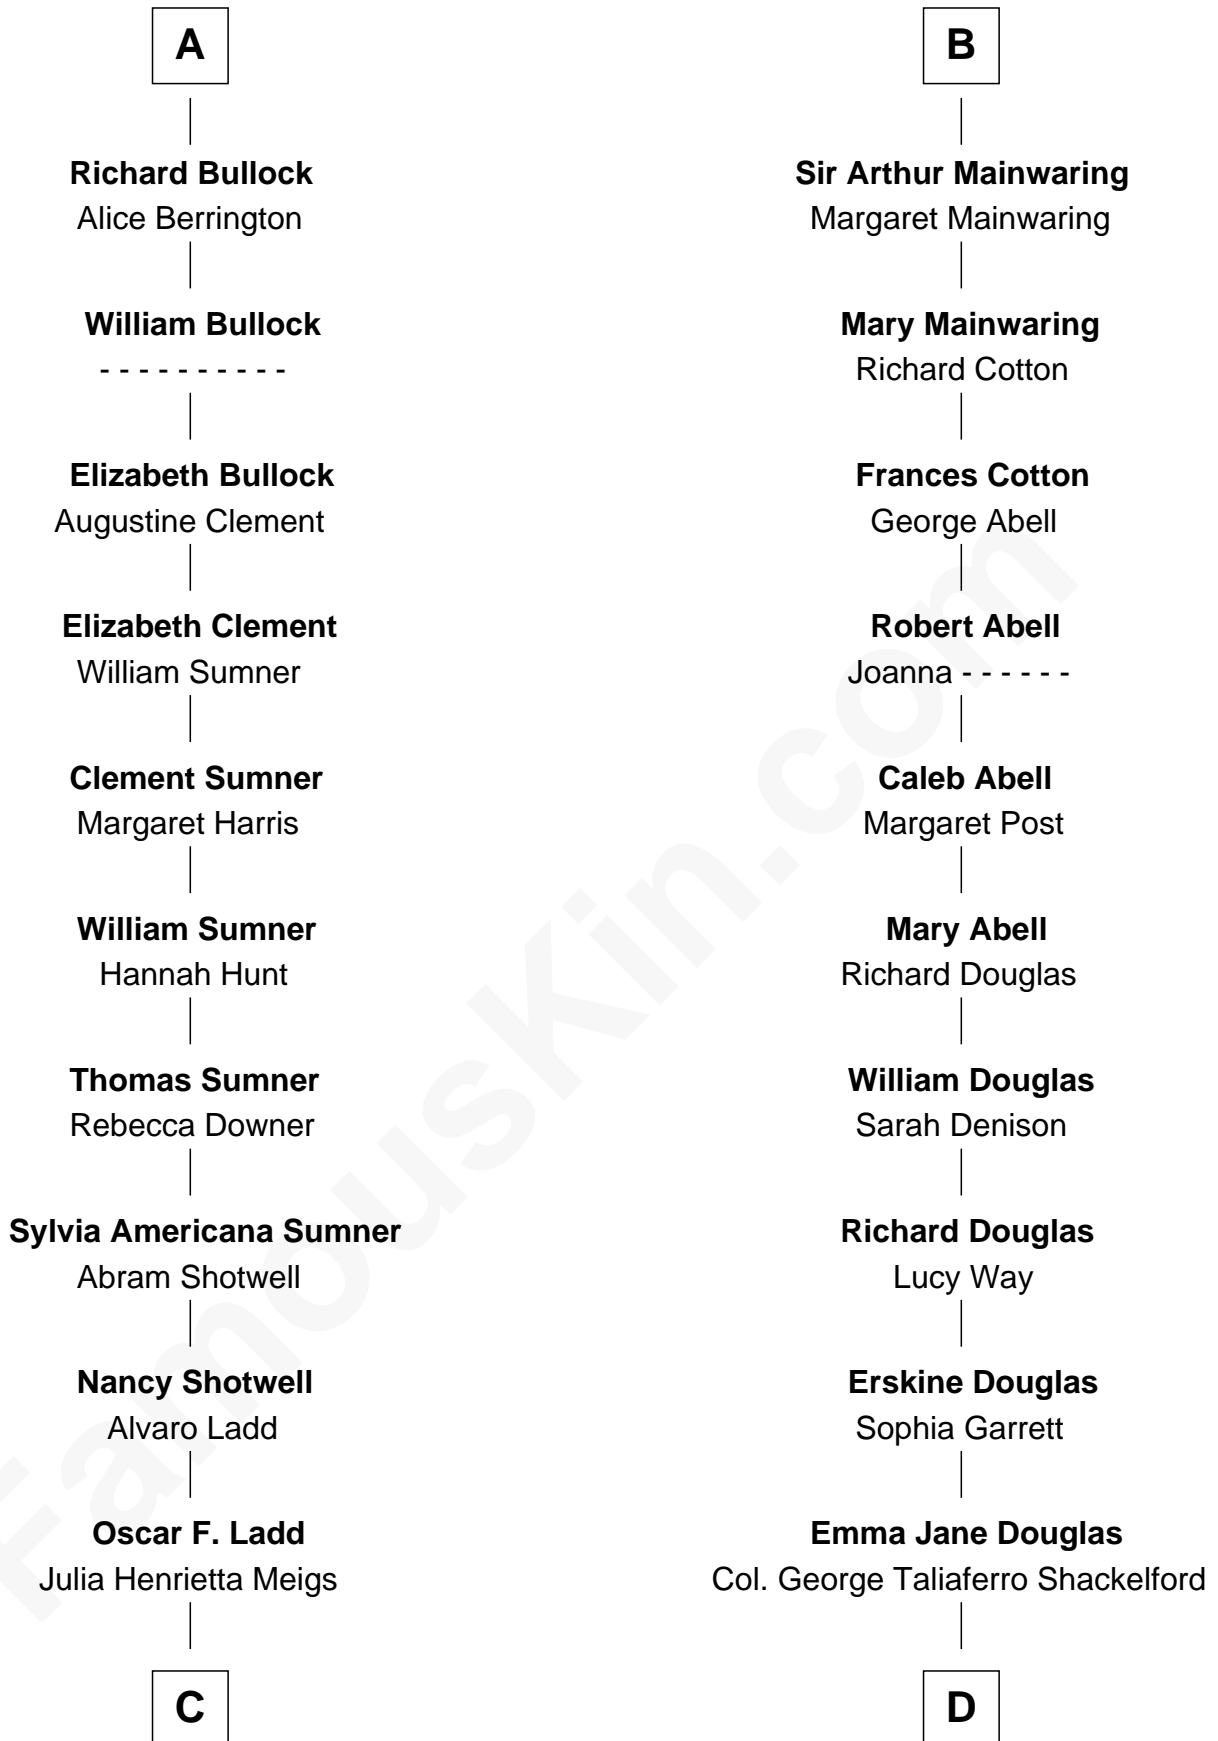 A
Richard Bullock
Alice Berrington
William Bullock
- - - - - - - - - -
Elizabeth Bullock
Augustine Clement
Elizabeth Clement
William Sumner
Clement Sumner
Margaret Harris
William Sumner
Hannah Hunt
Thomas Sumner
Rebecca Downer
Sylvia Americana Sumner
Abram Shotwell
Nancy Shotwell
Alvaro Ladd
Oscar F. Ladd
Julia Henrietta Meigs
C
B
Sir Arthur Mainwaring
Margaret Mainwaring
Mary Mainwaring
Richard Cotton
Frances Cotton
George Abell
Robert Abell
Joanna - - - - - -
Caleb Abell
Margaret Post
Mary Abell
Richard Douglas
William Douglas
Sarah Denison
Richard Douglas
Lucy Way
Erskine Douglas
Sophia Garrett
Emma Jane Douglas
Col. George Taliaferro Shackelford
D
FamousKin.com